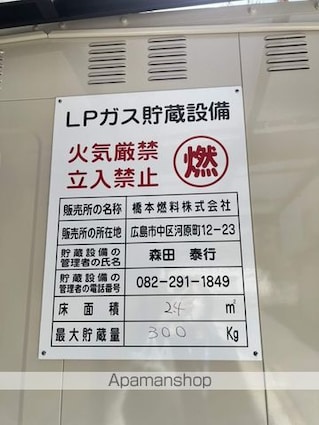 LPガス貯蔵設備
火気厳禁
立入禁止
燃
販売所の名称 橋本燃料株式会社
販売所の所在地 広島市中区河原町12-23
貯蔵設備の
管理者の氏名 森田 泰行
貯蔵設備の
管理者の電話番号 082-291-1849
床面積 24 ㎡
最大貯蔵量 300 Kg
Apamanshop